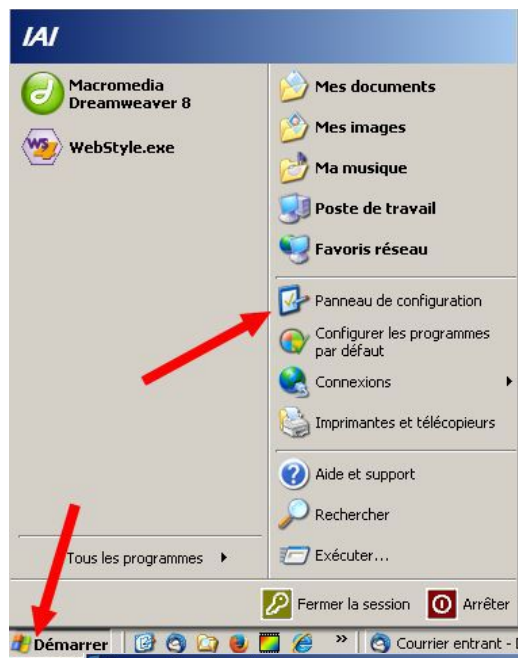 IAI
Macromedia
Dreamweaver 8
WS
WebStyle.exe
Mes documents
Mes images
Ma musique
Poste de travail
Favoris réseau
Panneau de configuration
Configurer les programmes
par défaut
Connexions
Imprimantes et télécopieurs
Aide et support
Rechercher
Exécuter...
Tous les programmes
Fermer la session
Arrêter
Démarrer
»
Courrier entrant -